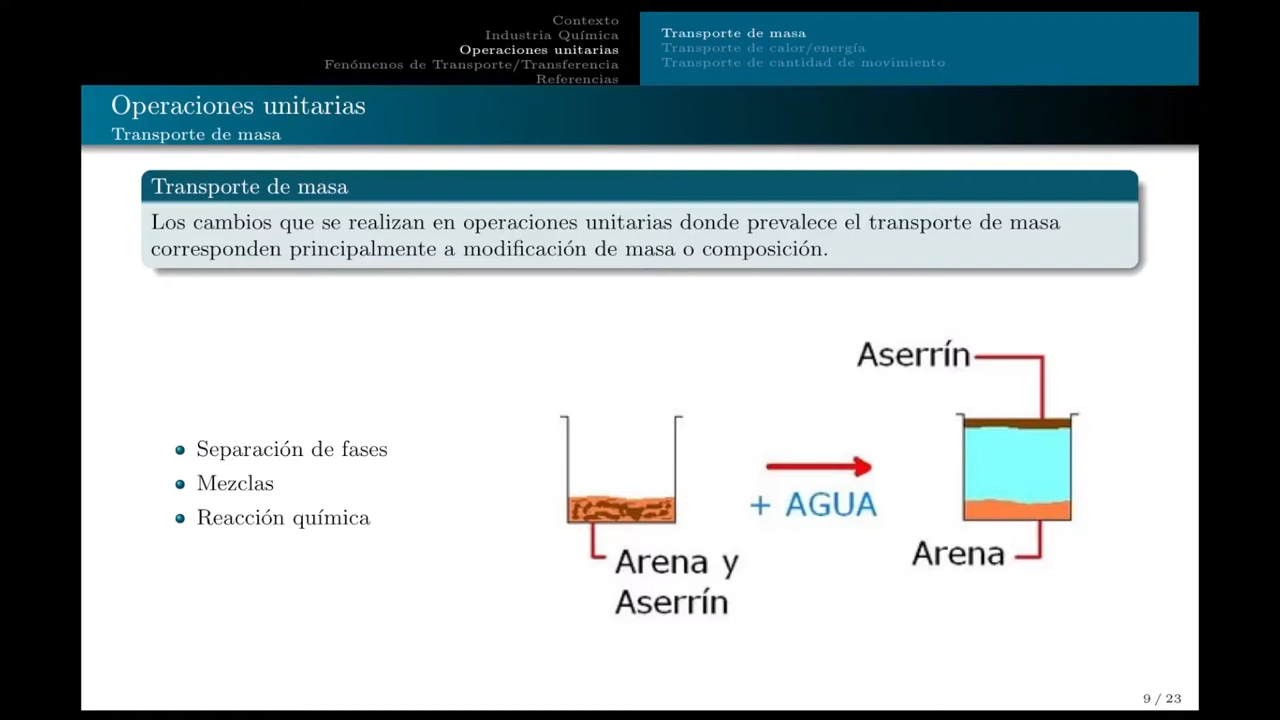 Contexto
Industria Química
Operaciones unitarias
Fenómenos de Transporte/Transferencia
Referencias
Transporte de masa
Transporte de calor/energía
Transporte de cantidad de movimiento
Operaciones unitarias
Transporte de masa
Transporte de masa
Los cambios que se realizan en operaciones unitarias donde prevalece el transporte de masa
corresponden principalmente a modificación de masa o composición.
Separación de fases
Mezclas
Reacción química
Arena y
Aserrín
+ AGUA
Aserrín
Arena
9 / 23